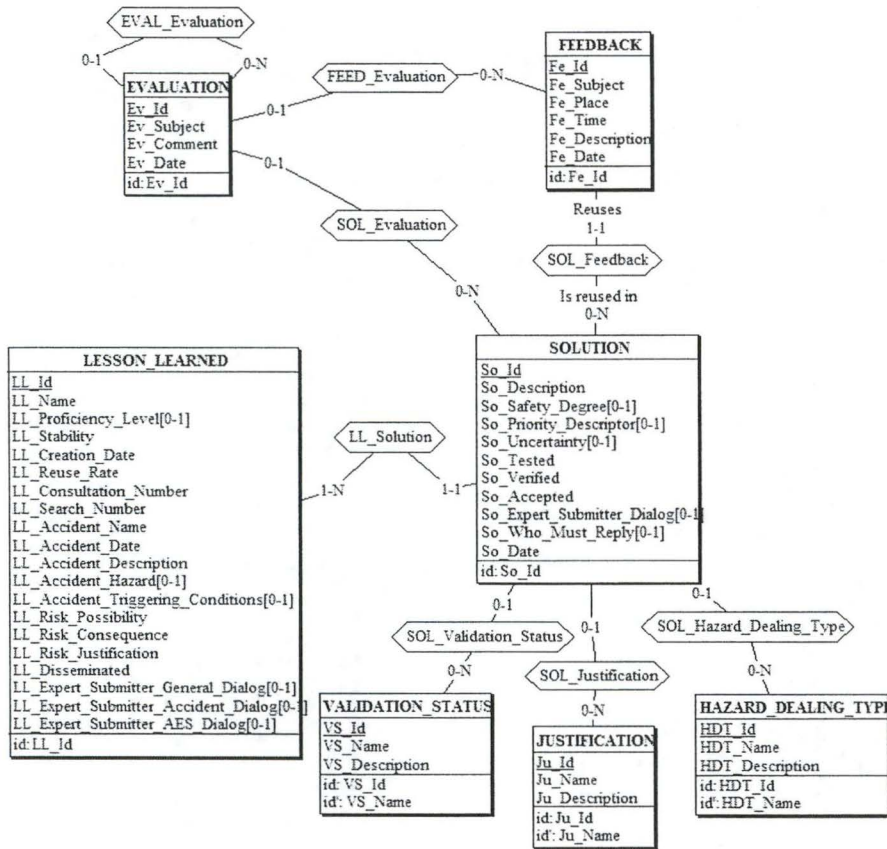 EVAL_Evaluation
0-1
0-N
EVALUATION
Ev_Id
Ev_Subject
Ev_Comment
Ev_Date
id: Ev_Id
FEED_Evaluation
0-1
0-N
FEEDBACK
Fe_Id
Fe_Subject
Fe_Place
Fe_Time
Fe_Description
Fe_Date
id: Fe_Id
0-1
SOL_Evaluation
0-N
Reuses
1-1
SOL_Feedback
Is reused in
0-N
LESSON_LEARNED
LL_Id
LL_Name
LL_Proficiency_Level[0-1]
LL_Stability
LL_Creation_Date
LL_Reuse_Rate
LL_Consultation_Number
LL_Search_Number
LL_Accident_Name
LL_Accident_Date
LL_Accident_Description
LL_Accident_Hazard[0-1]
LL_Accident_Triggering_Conditions[0-1]
LL_Risk_Possibility
LL_Risk_Consequence
LL_Risk_Justification
LL_Disseminated
LL_Expert_Submitter_General_Dialog[0-1]
LL_Expert_Submitter_Accident_Dialog[0-1]
LL_Expert_Submitter_AES_Dialog[0-1]
id: LL_Id
LL_Solution
1-N
1-1
SOLUTION
So_Id
So_Description
So_Safety_Degree[0-1]
So_Priority_Descriptor[0-1]
So_Uncertainty[0-1]
So_Tested
So_Verified
So_Accepted
So_Expert_Submitter_Dialog[0-1]
So_Who_Must_Reply[0-1]
So_Date
id: So_Id
0-1
SOL_Validation_Status
0-N
0-1
SOL_Justification
0-N
0-1
SOL_Hazard_Dealing_Type
0-N
VALIDATION_STATUS
VS_Id
VS_Name
VS_Description
id: VS_Id
id': VS_Name
JUSTIFICATION
Ju_Id
Ju_Name
Ju_Description
id: Ju_Id
id': Ju_Name
HAZARD_DEALING_TYPE
HDT_Id
HDT_Name
HDT_Description
id: HDT_Id
id': HDT_Name